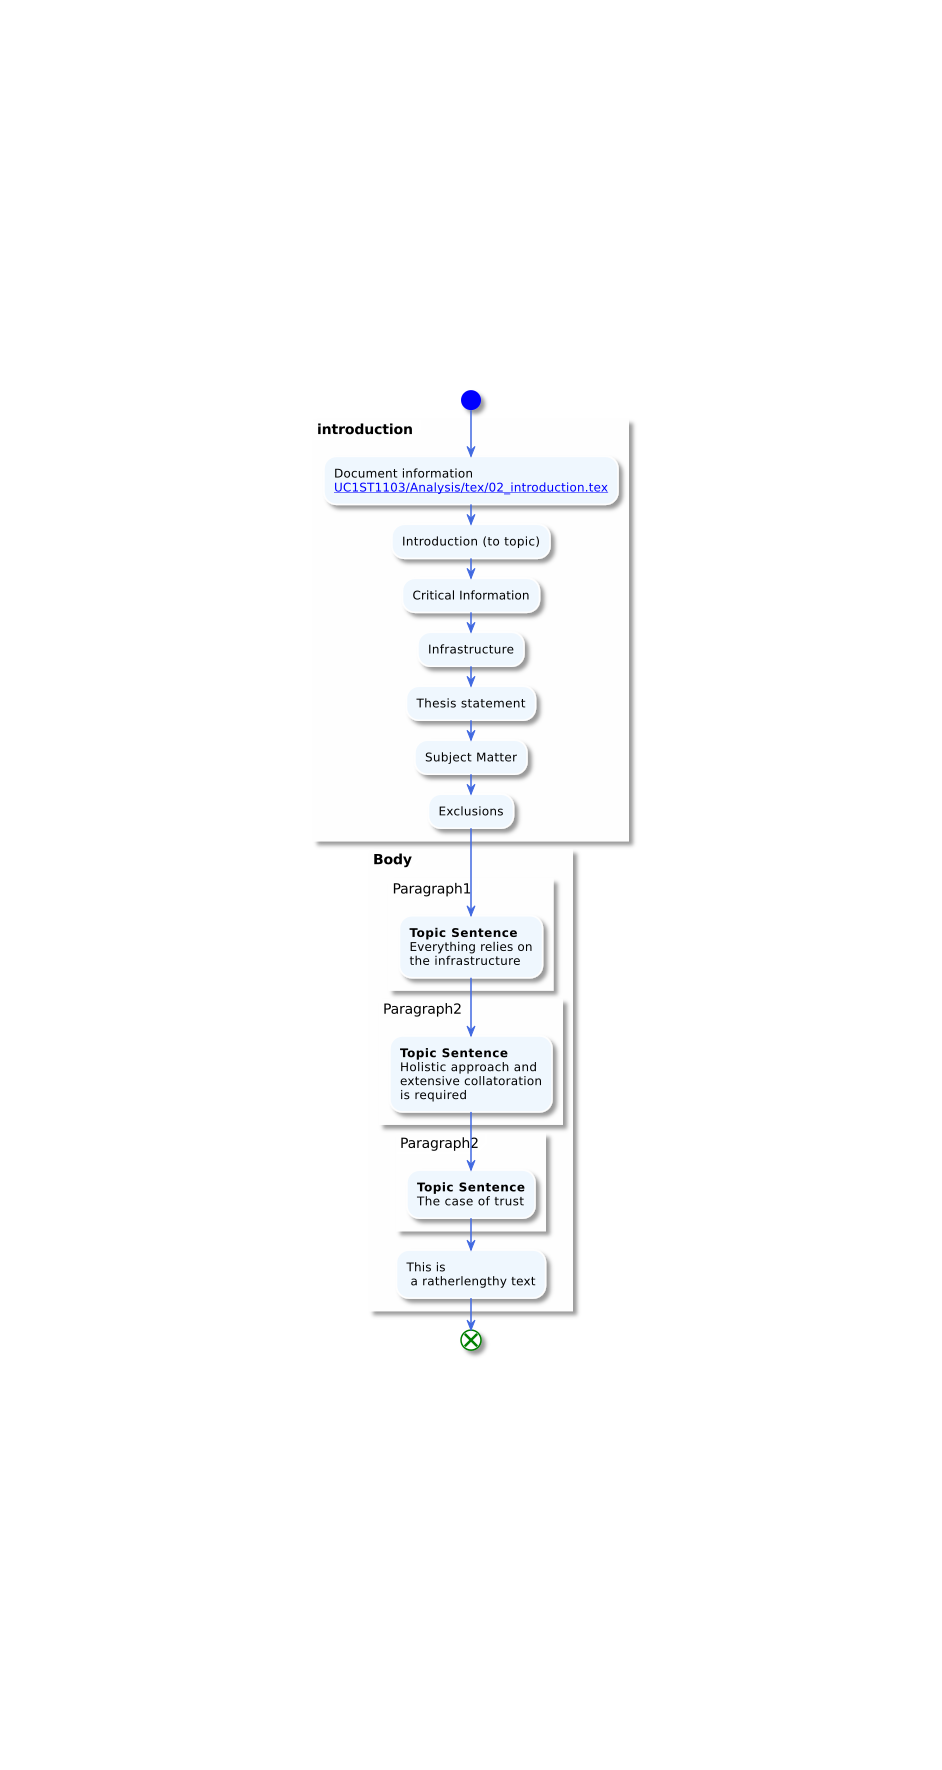 introduction
Document information
UC1ST1103/Analysis/tex/02_introduction.tex
Introduction (to topic)
Critical Information
Infrastructure
Thesis statement
Subject Matter
Exclusions
Body
Paragraph1
Topic Sentence
Everything relies on
the infrastructure
Paragraph2
Topic Sentence
Holistic approach and
extensive collatoration
is required
Paragraph2
Topic Sentence
The case of trust
This is
a ratherlengthy text